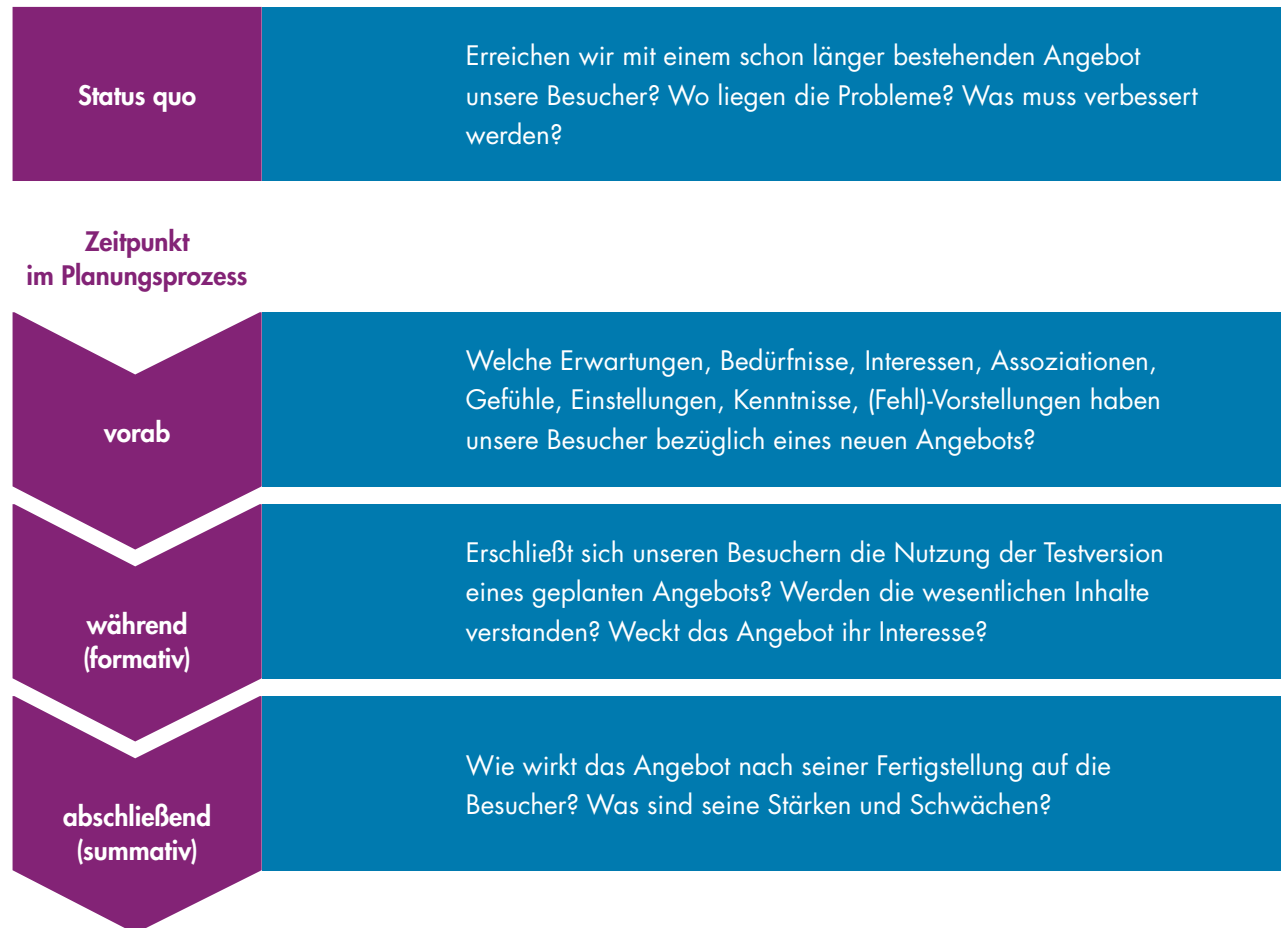 Status quo
Erreichen wir mit einem schon länger bestehenden Angebot
unsere Besucher? Wo liegen die Probleme? Was muss verbessert
werden?
Zeitpunkt
im Planungsprozess
vorab
Welche Erwartungen, Bedürfnisse, Interessen, Assoziationen,
Gefühle, Einstellungen, Kenntnisse, (Fehl)-Vorstellungen haben
unsere Besucher bezüglich eines neuen Angebots?
während
(formativ)
Erschließt sich unseren Besuchern die Nutzung der Testversion
eines geplanten Angebots? Werden die wesentlichen Inhalte
verstanden? Weckt das Angebot ihr Interesse?
abschließend
(summativ)
Wie wirkt das Angebot nach seiner Fertigstellung auf die
Besucher? Was sind seine Stärken und Schwächen?